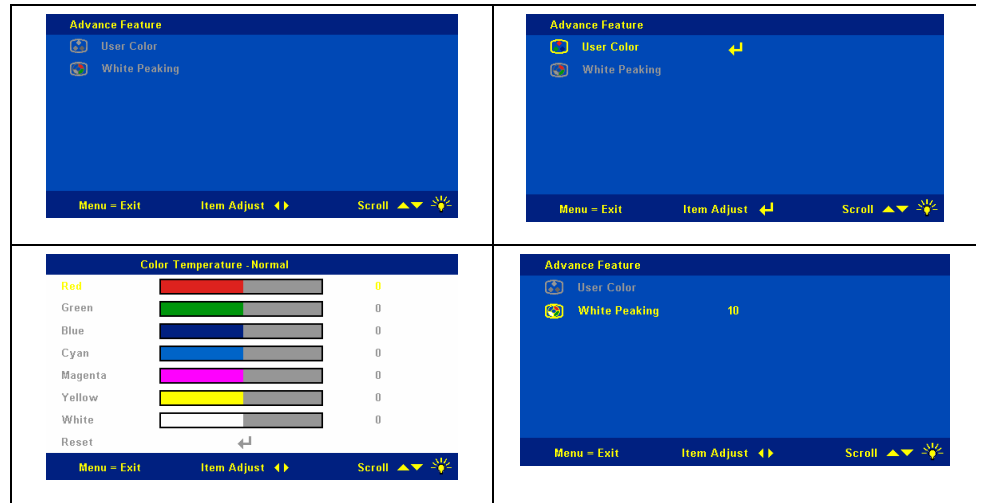 Advance Feature
User Color
White Peaking
Menu = Exit Item Adjust Scroll
Advance Feature
User Color
White Peaking
Menu = Exit Item Adjust Scroll
Color Temperature - Normal
Red 0
Green 0
Blue 0
Cyan 0
Magenta 0
Yellow 0
White 0
Reset
Menu = Exit Item Adjust Scroll
Advance Feature
User Color
White Peaking 10
Menu = Exit Item Adjust Scroll